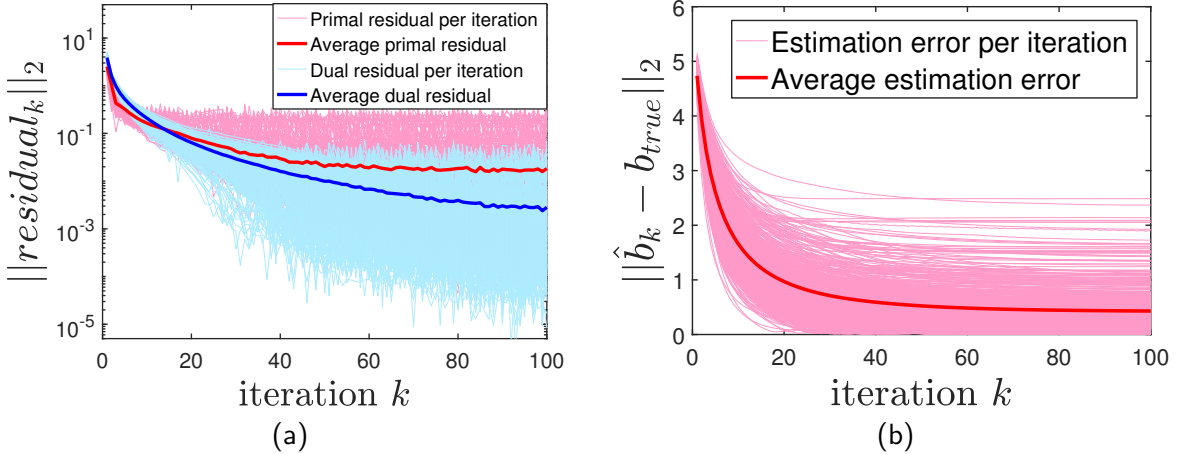 Primal residual per iteration
Average primal residual
Dual residual per iteration
Average dual residual
||residual_k||_2
10^1
10^-1
10^-3
10^-5
0 20 40 60 80 100
iteration k
(a)
Estimation error per iteration
Average estimation error
||b̂_k − b_true||_2
6
5
4
3
2
1
0
0 20 40 60 80 100
iteration k
(b)